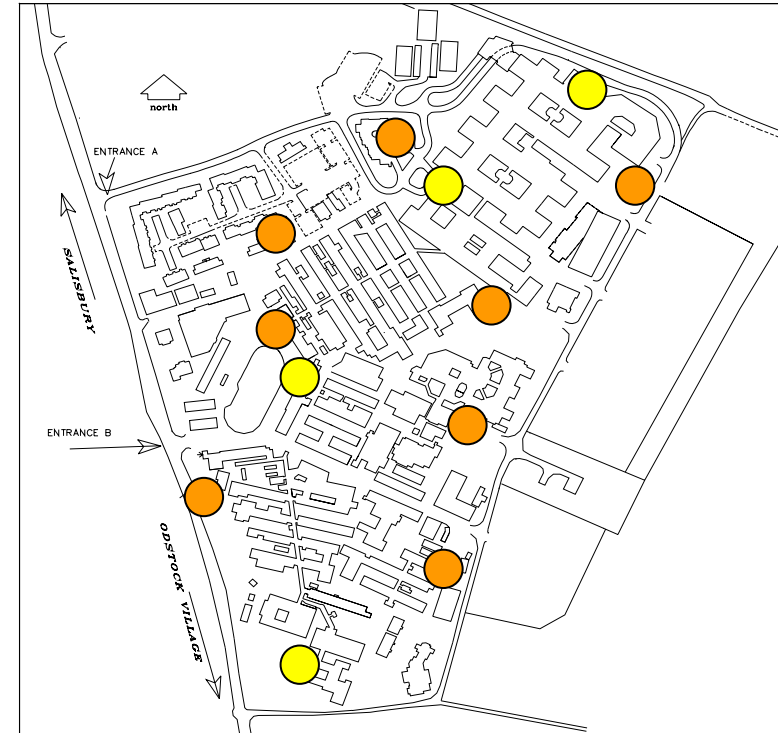 north
ENTRANCE A
SALISBURY
ENTRANCE B
ODSTOCK VILLAGE